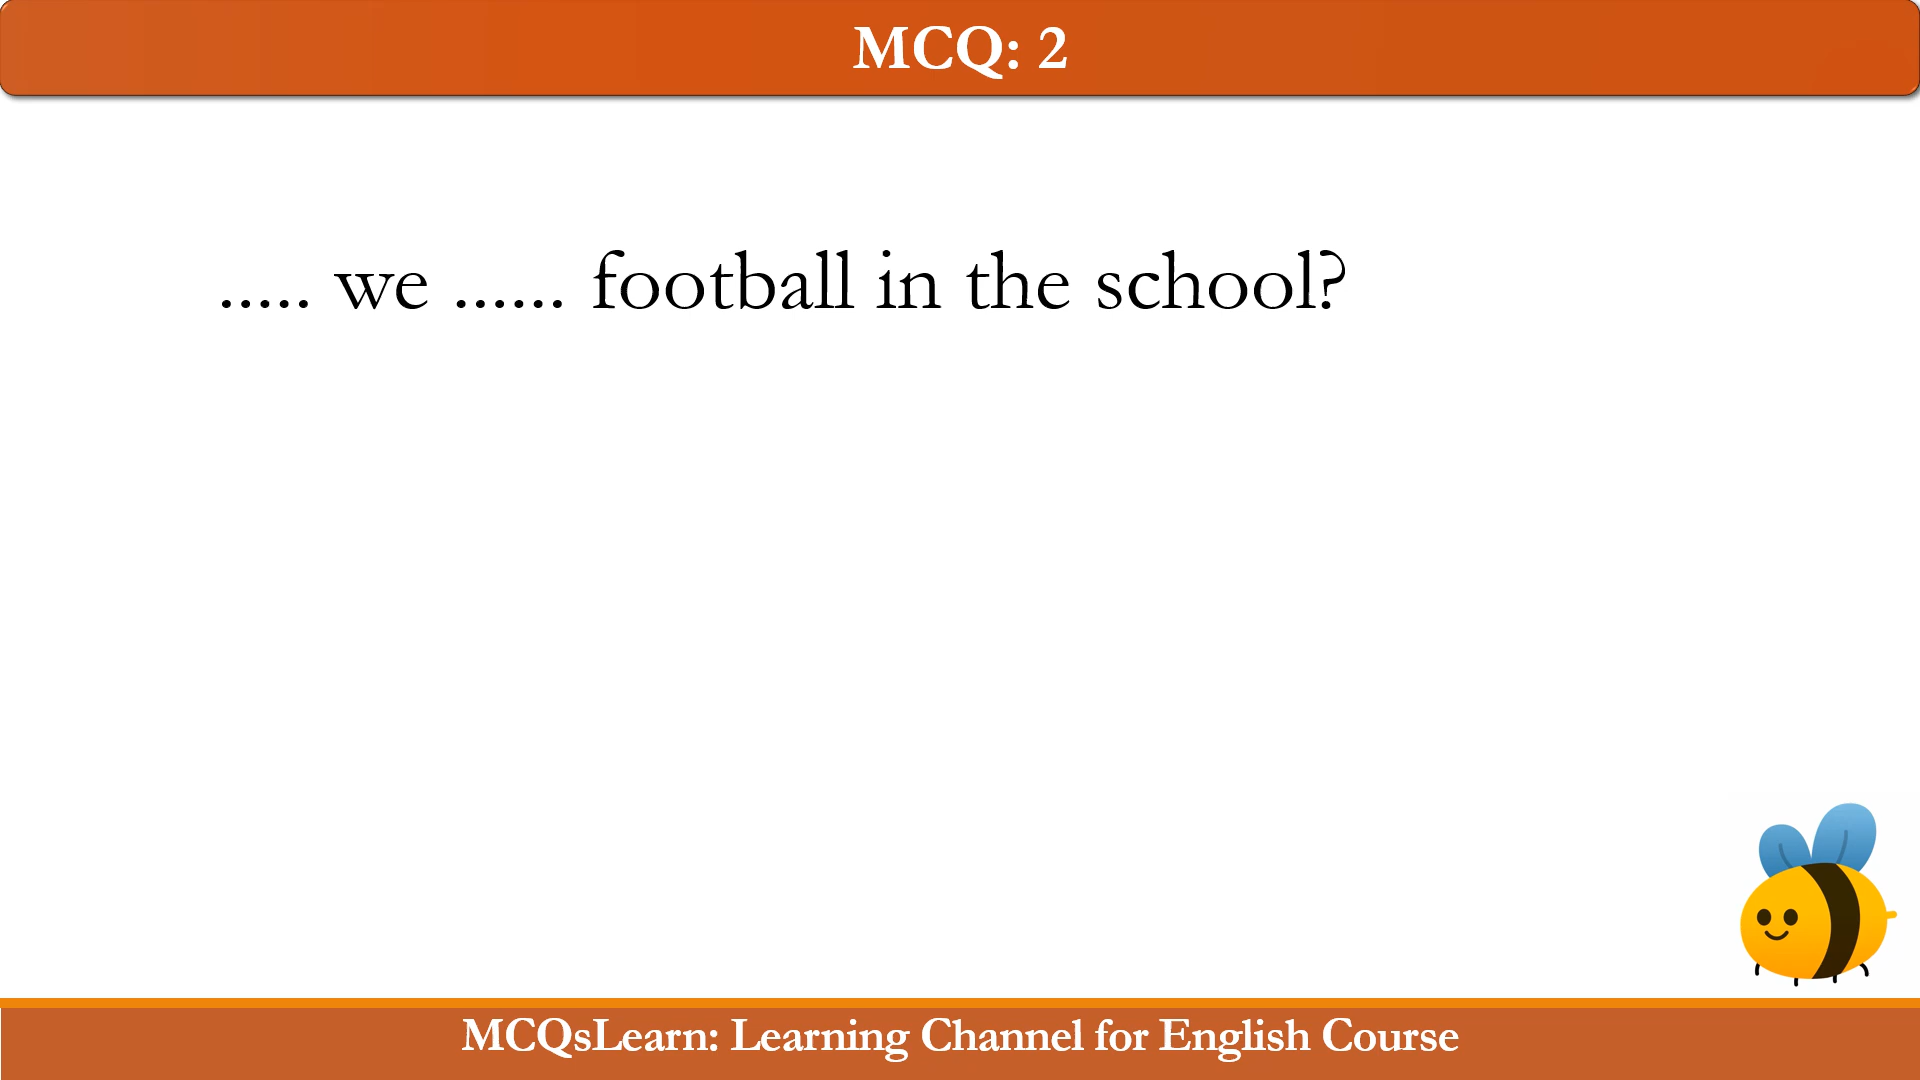 MCQ: 2
..... we ...... football in the school?
MCQsLearn: Learning Channel for English Course